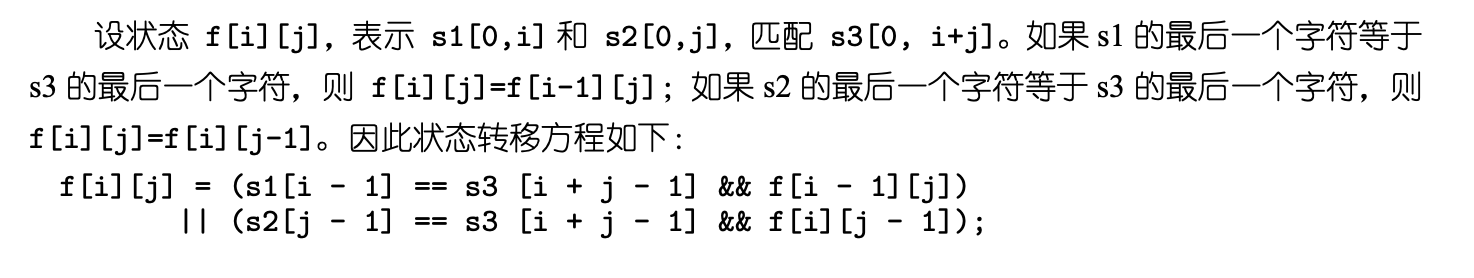 设状态 f[i][j]，表示 s1[0,i] 和 s2[0,j]，匹配 s3[0, i+j]。如果 s1 的最后一个字符等于
s3 的最后一个字符，则 f[i][j]=f[i-1][j]；如果 s2 的最后一个字符等于 s3 的最后一个字符，则
f[i][j]=f[i][j-1]。因此状态转移方程如下：
f[i][j] = (s1[i - 1] == s3 [i + j - 1] && f[i - 1][j])
|| (s2[j - 1] == s3 [i + j - 1] && f[i][j - 1]);